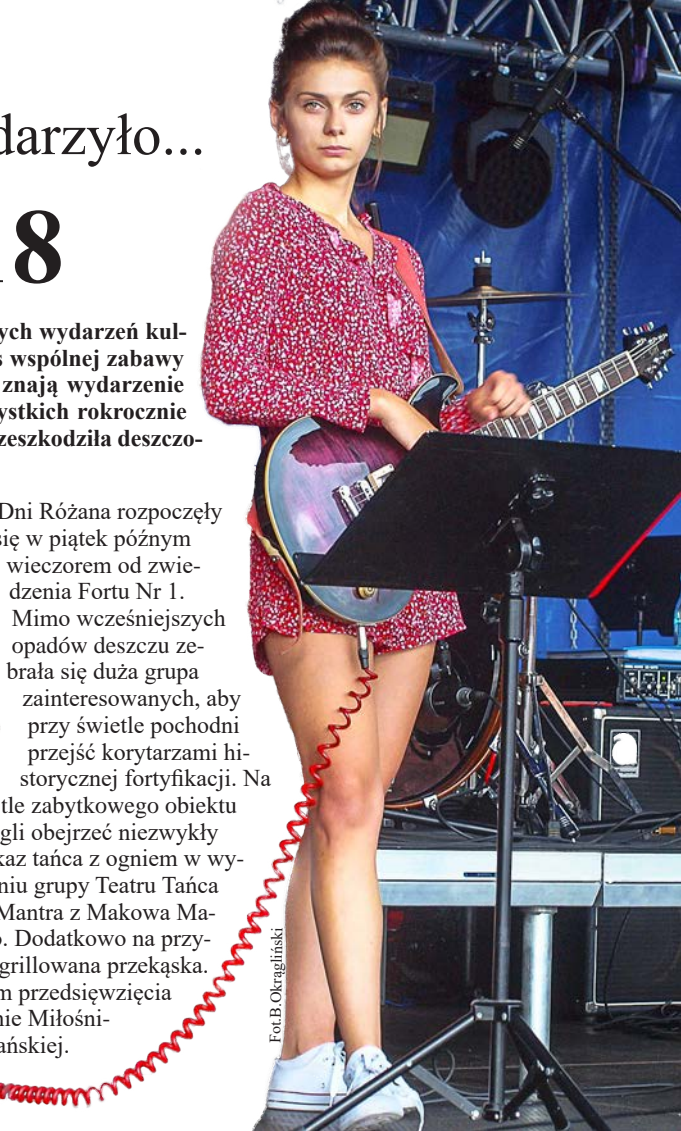 darzyło...
18
ych wydarzeń kul-
s wspólnej zabawy
znają wydarzenie
ystkich rokrocznie
zeszkodziła deszczo-
Dni Różana rozpoczęły
się w piątek późnym
wieczorem od zwie-
dzenia Fortu Nr 1.
Mimo wcześniejszych
opadów deszczu ze-
brała się duża grupa
zainteresowanych, aby
przy świetle pochodni
przejść korytarzami hi-
storycznej fortyfikacji. Na
tle zabytkowego obiektu
gli obejrzeć niezwykły
kaz tańca z ogniem w wy-
niu grupy Teatru Tańca
Mantra z Makowa Ma-
o. Dodatkowo na przy-
grillowana przekąska.
m przedsięwzięcia
nie Miłośni-
ańskiej.
Fot.B.Okrągliński